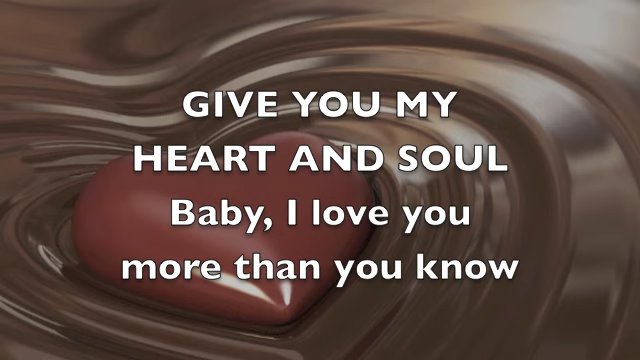 GIVE YOU MY
HEART AND SOUL
Baby, I love you
more than you know